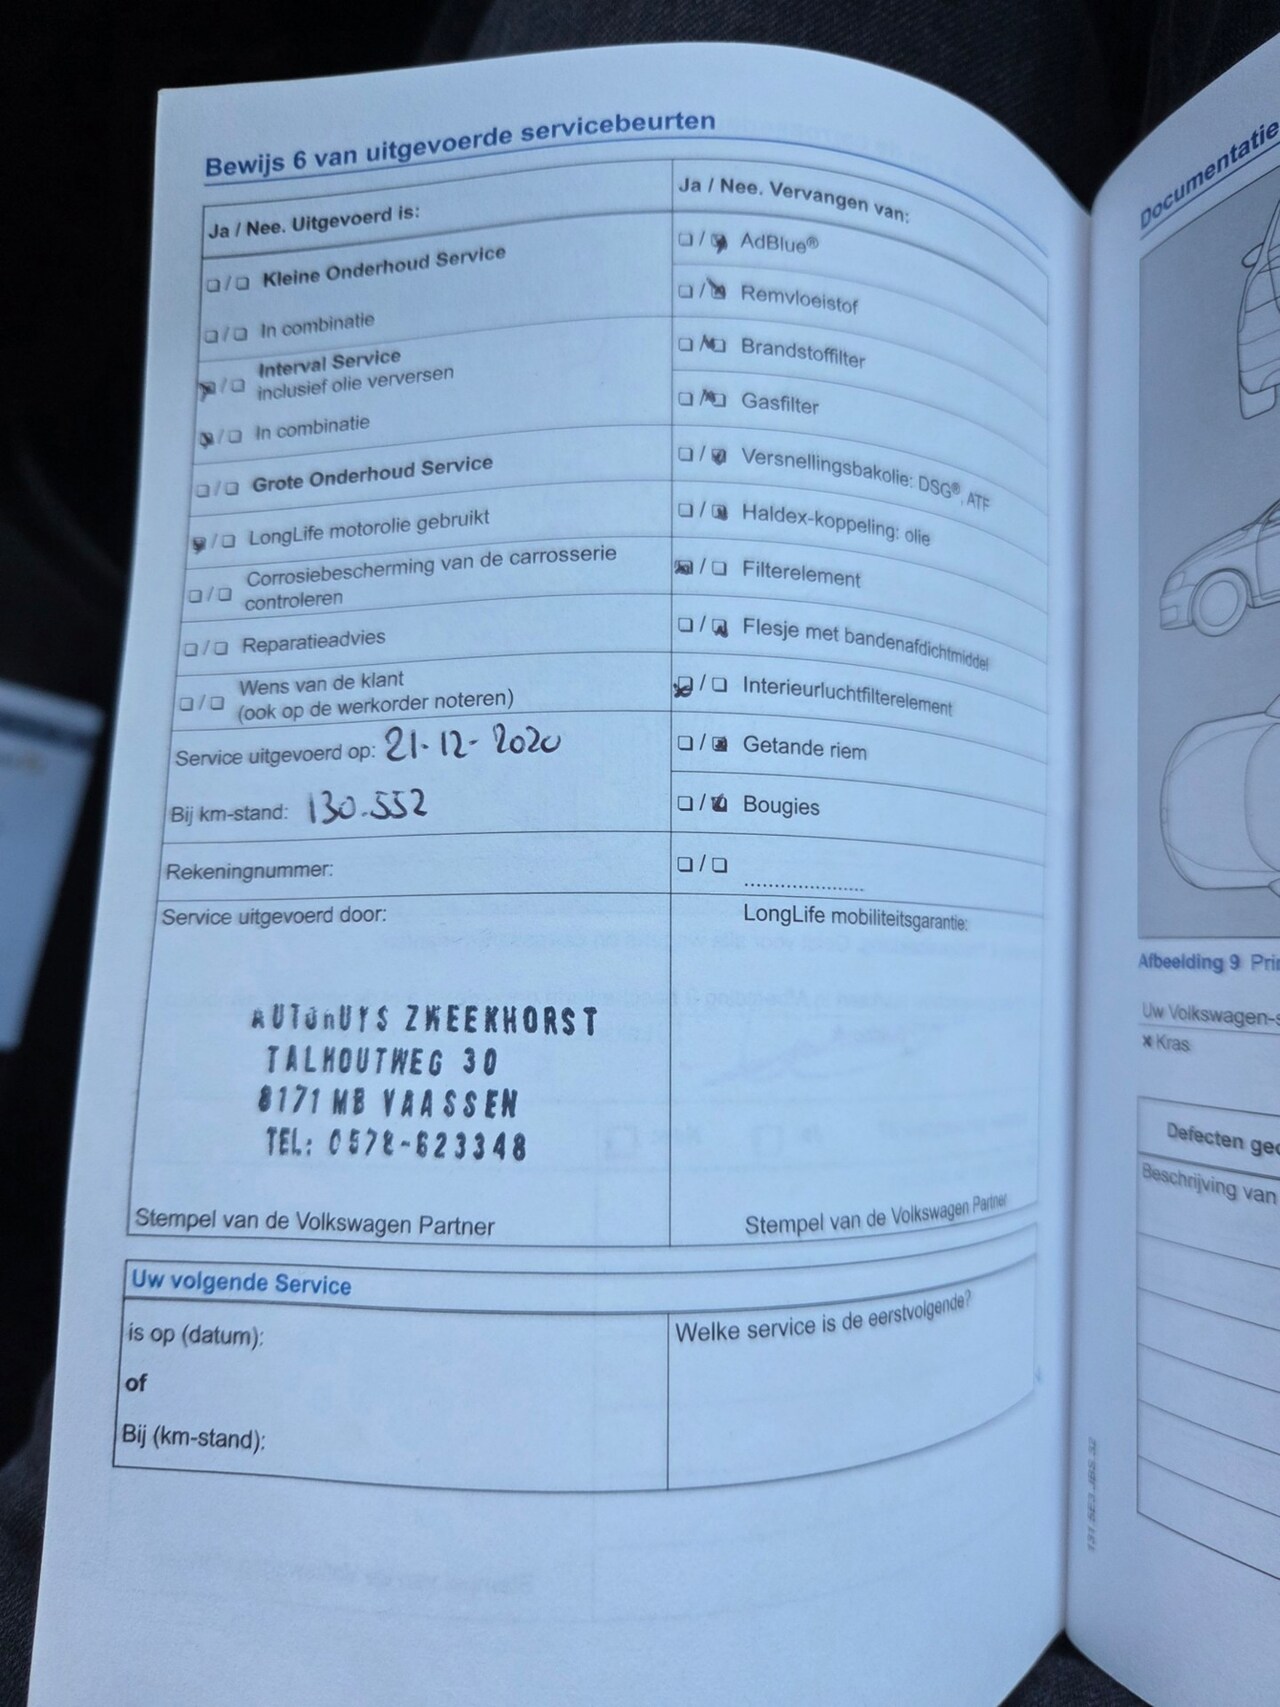 Bewijs 6 van uitgevoerde servicebeurten
Ja / Nee. Uitgevoerd is:
Kleine Onderhoud Service
In combinatie
Interval Service
inclusief olie verversen
In combinatie
Grote Onderhoud Service
LongLife motorolie gebruikt
Corrosiebescherming van de carrosserie
controleren
Reparatieadvies
Wens van de klant
(ook op de werkorder noteren)
Service uitgevoerd op: 21-12-2020
Bij km-stand: 130.552
Rekeningnummer:
Service uitgevoerd door:
AUTOHUYS ZWEEKHORST
TALHOUTWEG 30
8171 MB VAASSEN
TEL: 0578-623348
Stempel van de Volkswagen Partner
Ja / Nee. Vervangen van:
AdBlue®
Remvloeistof
Brandstoffilter
Gasfilter
Versnellingsbakolie: DSG®, ATF
Haldex-koppeling: olie
Filterelement
Flesje met bandenafdichtmiddel
Interieurluchtfilterelement
Getande riem
Bougies
....................
LongLife mobiliteitsgarantie:
Stempel van de Volkswagen Partner
Uw volgende Service
is op (datum):
of
Bij (km-stand):
Welke service is de eerstvolgende?
Documentatie
Afbeelding 9
Uw Volkswagen-
Kras
Defecten
Beschrijving van